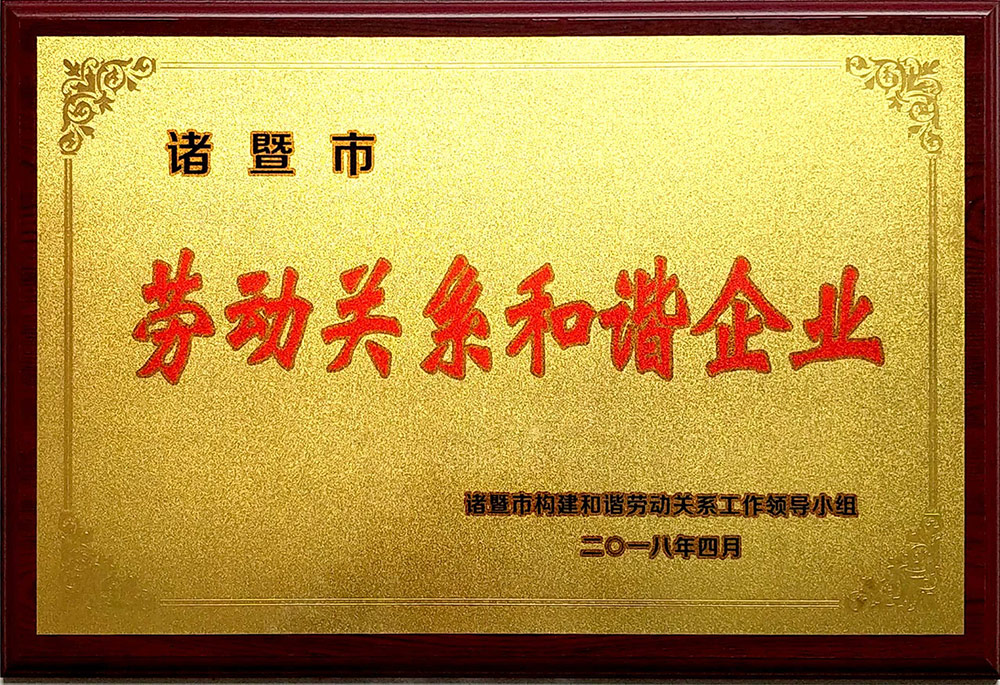 诸暨市
劳动关系和谐企业
诸暨市构建和谐劳动关系工作领导小组
二〇一八年四月